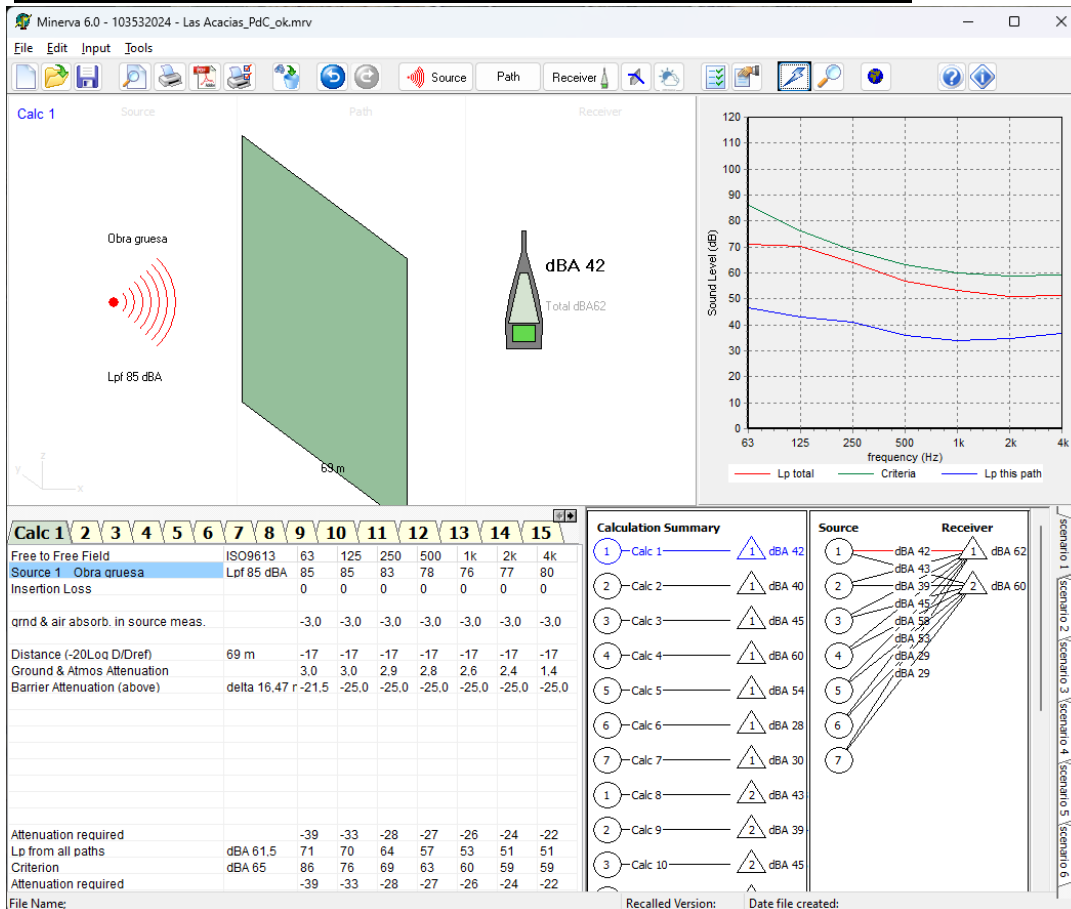 Minerva 6.0 - 103532024 - Las Acacias_PdC_ok.mrv
File Edit Input Tools
Source Path Receiver
Calc 1 Source Path Receiver
Obra gruesa
Lpf 85 dBA
dBA 42
Total dBA62
69 m
z
y
x
Sound Level (dB)
120
110
100
90
80
70
60
50
40
30
20
10
0
63 125 250 500 1k 2k 4k
frequency (Hz)
Lp total Criteria Lp this path
Calc 1 2 3 4 5 6 7 8 9 10 11 12 13 14 15
Free to Free Field ISO9613 63 125 250 500 1k 2k 4k
Source 1 Obra gruesa Lpf 85 dBA 85 85 83 78 76 77 80
Insertion Loss 0 0 0 0 0 0 0
grnd & air absorb. in source meas. -3,0 -3,0 -3,0 -3,0 -3,0 -3,0 -3,0
Distance (-20Log D/Dref) 69 m -17 -17 -17 -17 -17 -17 -17
Ground & Atmos Attenuation 3,0 3,0 2,9 2,8 2,6 2,4 1,4
Barrier Attenuation (above) delta 16,47 -21,5 -25,0 -25,0 -25,0 -25,0 -25,0 -25,0
Attenuation required -39 -33 -28 -27 -26 -24 -22
Lp from all paths dBA 61,5 71 70 64 57 53 51 51
Criterion dBA 65 86 76 69 63 60 59 59
Attenuation required -39 -33 -28 -27 -26 -24 -22
Calculation Summary
1 Calc 1 1 dBA 42
2 Calc 2 1 dBA 40
3 Calc 3 1 dBA 45
4 Calc 4 1 dBA 60
5 Calc 5 1 dBA 54
6 Calc 6 1 dBA 28
7 Calc 7 1 dBA 30
1 Calc 8 2 dBA 43
2 Calc 9 2 dBA 39
3 Calc 10 2 dBA 45
Source Receiver
1 dBA 42 1 dBA 62
dBA 43
2 dBA 39 2 dBA 60
dBA 45
3 dBA 58
4 dBA 53
dBA 29
5 dBA 29
6
7
scenario 1
scenario 2
scenario 3
scenario 4
scenario 5
scenario 6
File Name: Recalled Version: Date file created: